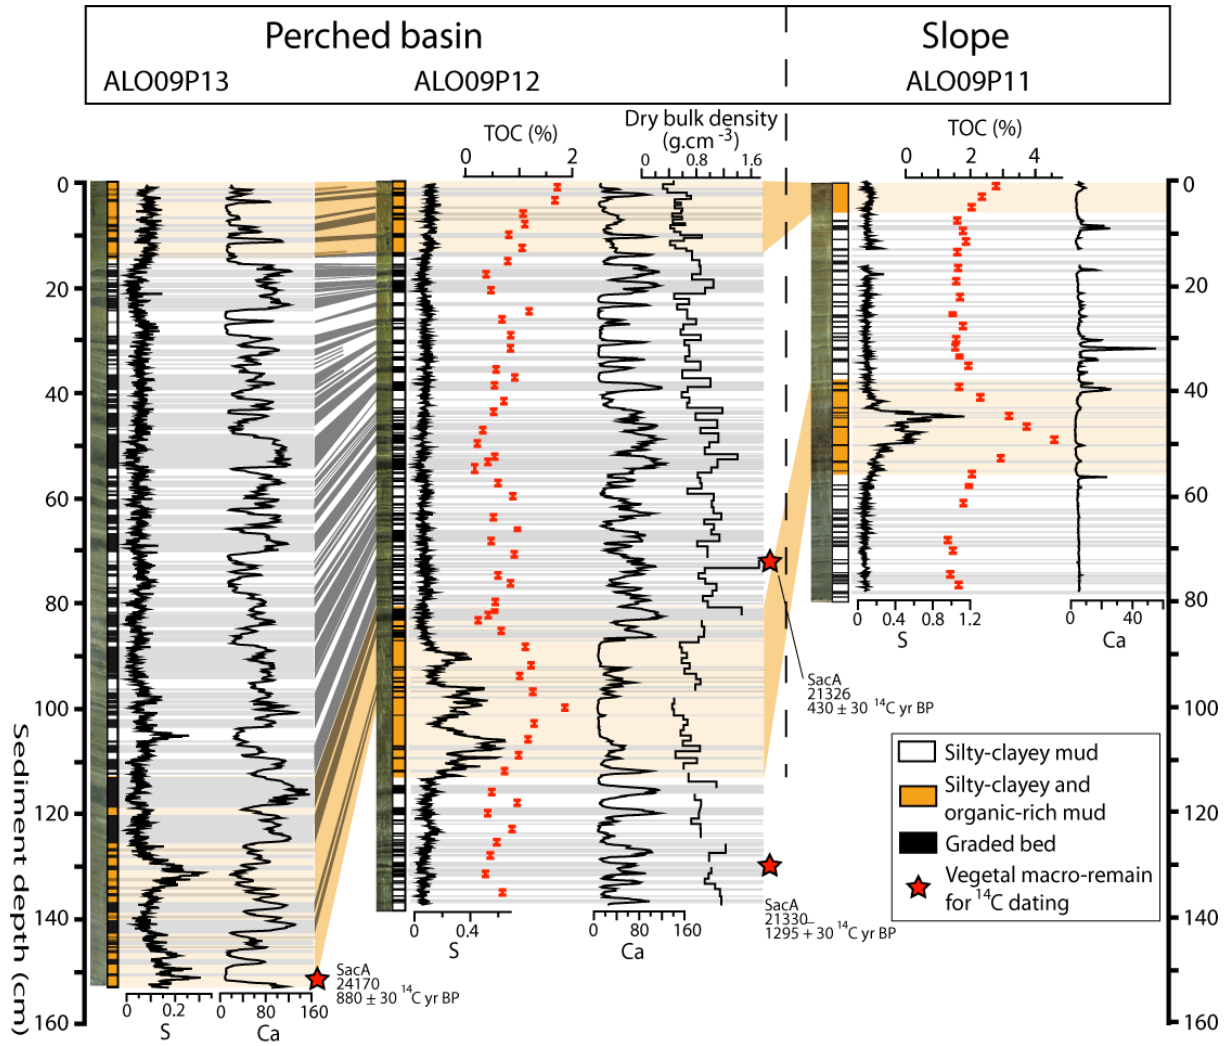 Perched basin
Slope
ALO09P13
ALO09P12
ALO09P11
TOC (%)
0 2
Dry bulk density
(g.cm-3)
0 0.8 1.6
TOC (%)
0 2 4
Sediment depth (cm)
0
20
40
60
80
100
120
140
160
0
20
40
60
80
100
120
140
160
0 0.2
S
0 80 160
Ca
0 0.4
S
0 80 160
Ca
0 0.4 1.2
S
0 40
Ca
SacA
21326
430 ± 30 14C yr BP
SacA
21330
1295 ± 30 14C yr BP
SacA
24170
880 ± 30 14C yr BP
Silty-clayey mud
Silty-clayey and
organic-rich mud
Graded bed
Vegetal macro-remain
for 14C dating